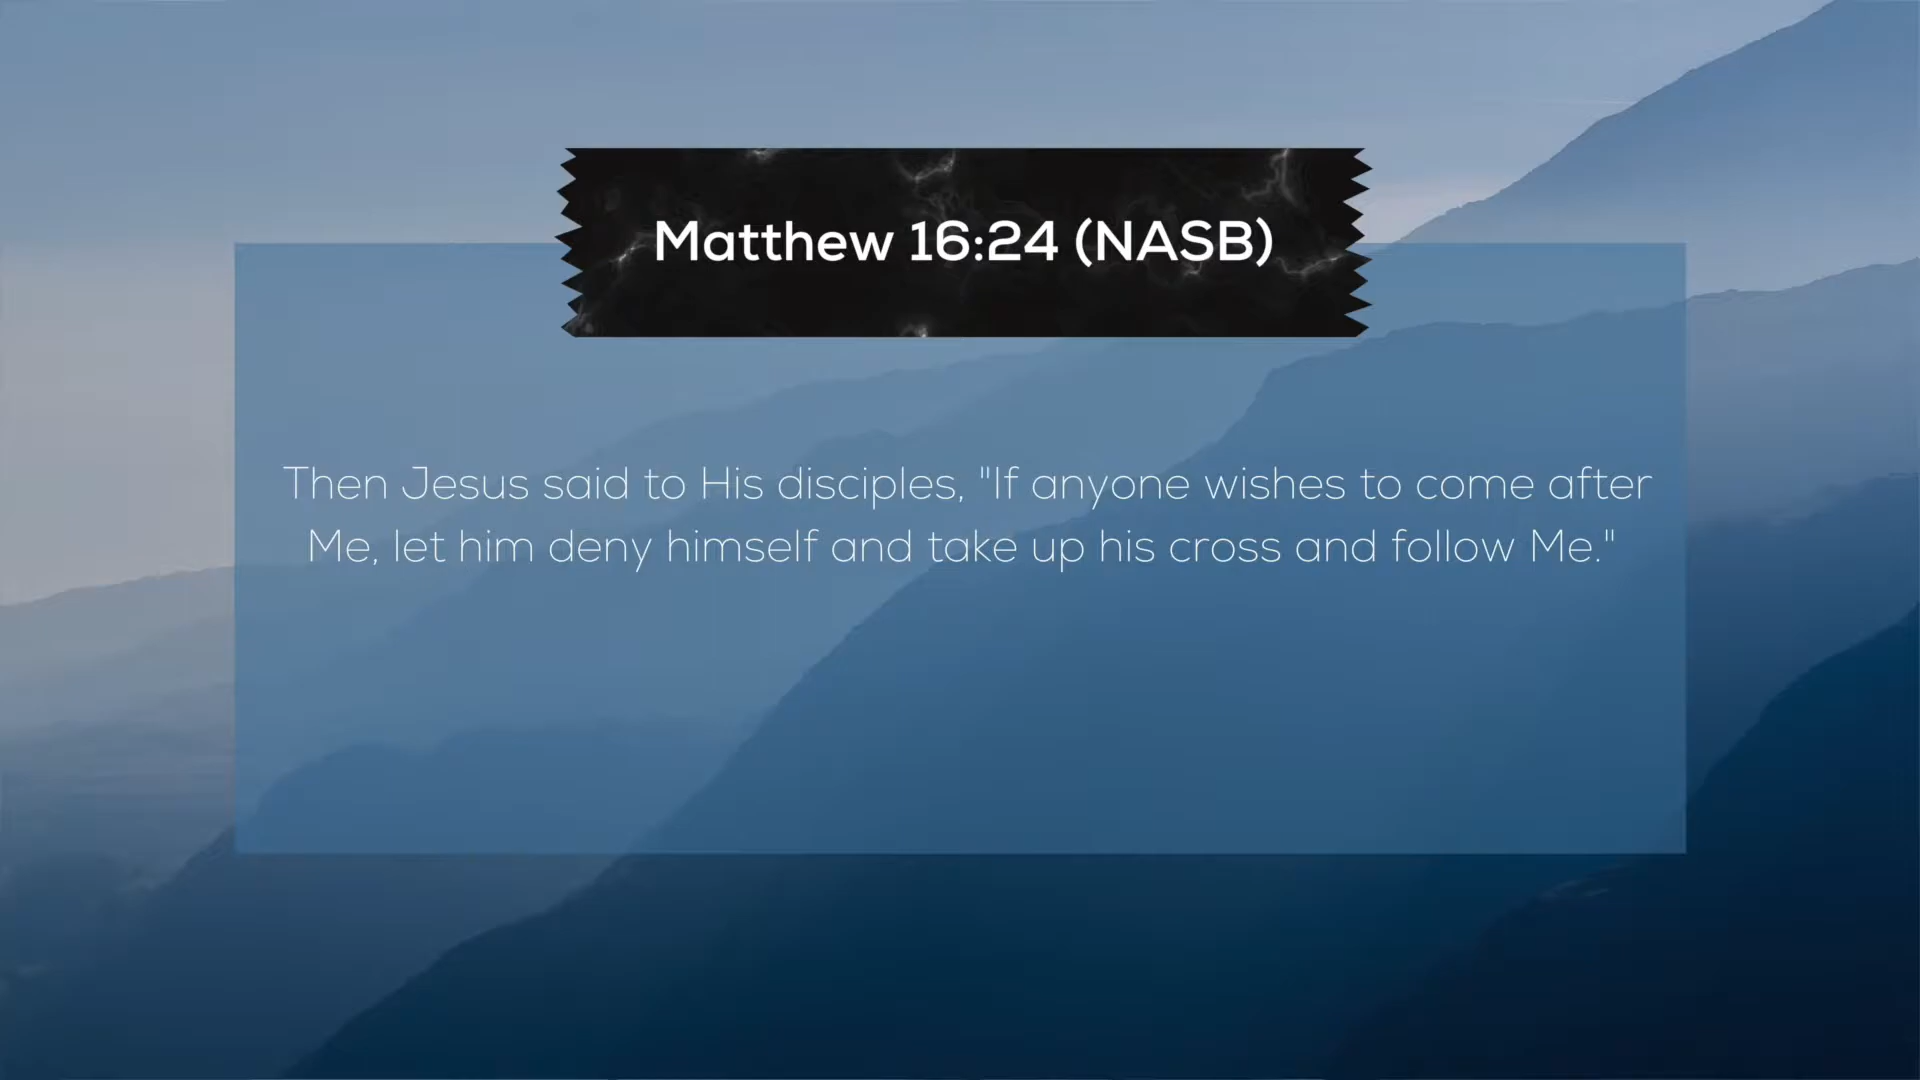 Matthew 16:24 (NASB)
Then Jesus said to His disciples, "If anyone wishes to come after
Me, let him deny himself and take up his cross and follow Me."